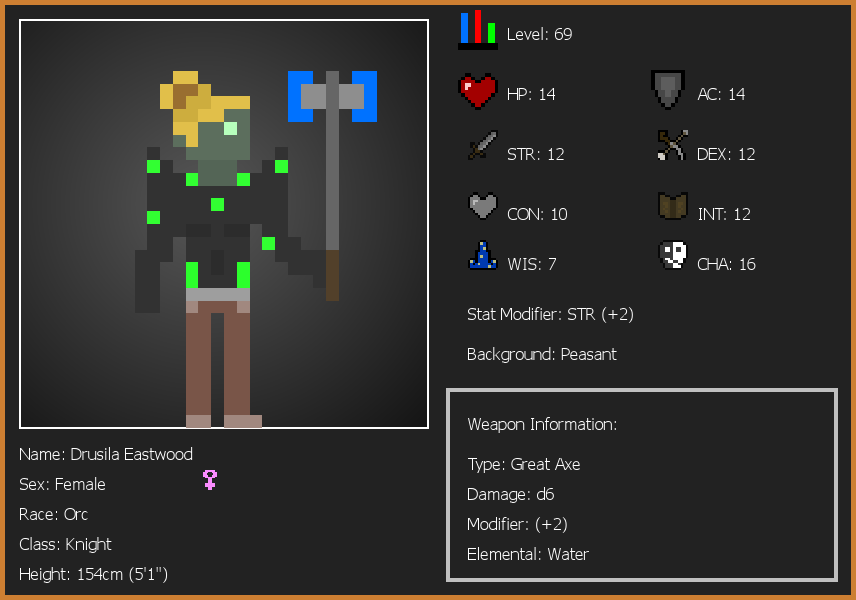 Level: 69
HP: 14
AC: 14
STR: 12
DEX: 12
CON: 10
INT: 12
WIS: 7
CHA: 16
Stat Modifier: STR (+2)
Background: Peasant
Weapon Information:
Type: Great Axe
Damage: d6
Modifier: (+2)
Elemental: Water
Name: Drusila Eastwood
Sex: Female
Race: Orc
Class: Knight
Height: 154cm (5'1")